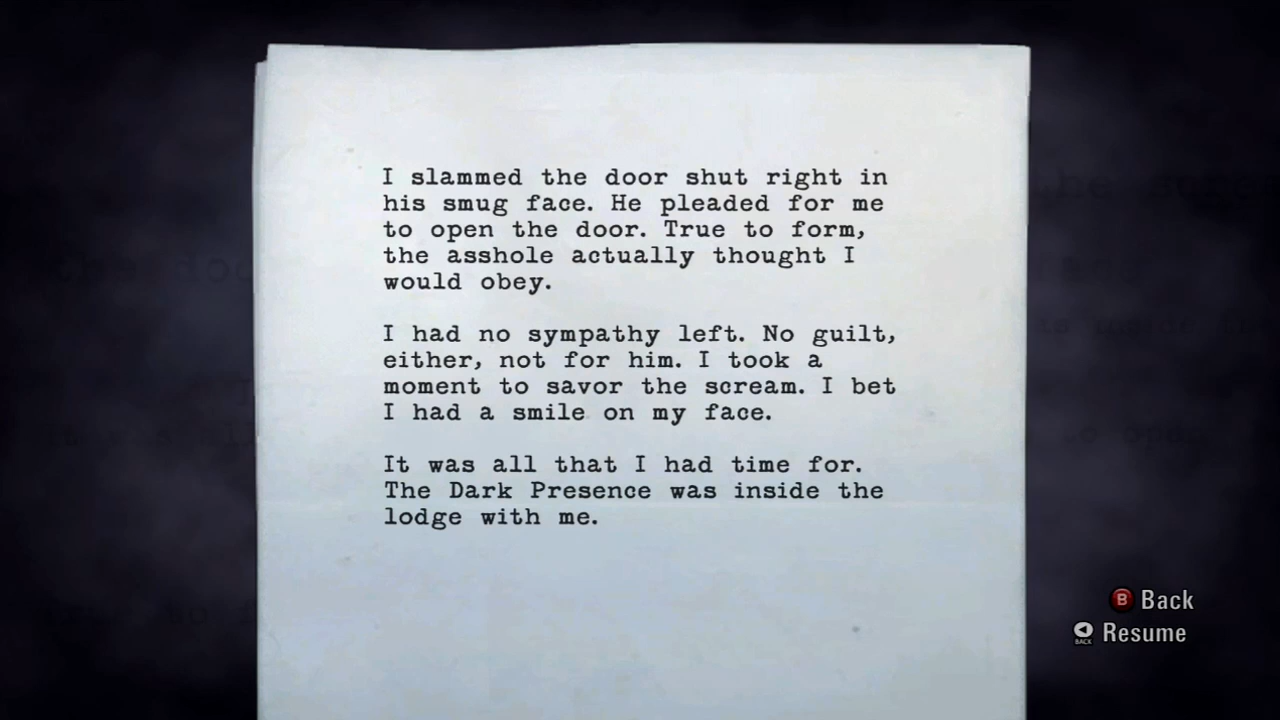 I slammed the door shut right in
his smug face. He pleaded for me
to open the door. True to form,
the asshole actually thought I
would obey.
I had no sympathy left. No guilt,
either, not for him. I took a
moment to savor the scream. I bet
I had a smile on my face.
It was all that I had time for.
The Dark Presence was inside the
lodge with me.
B Back
BACK Resume